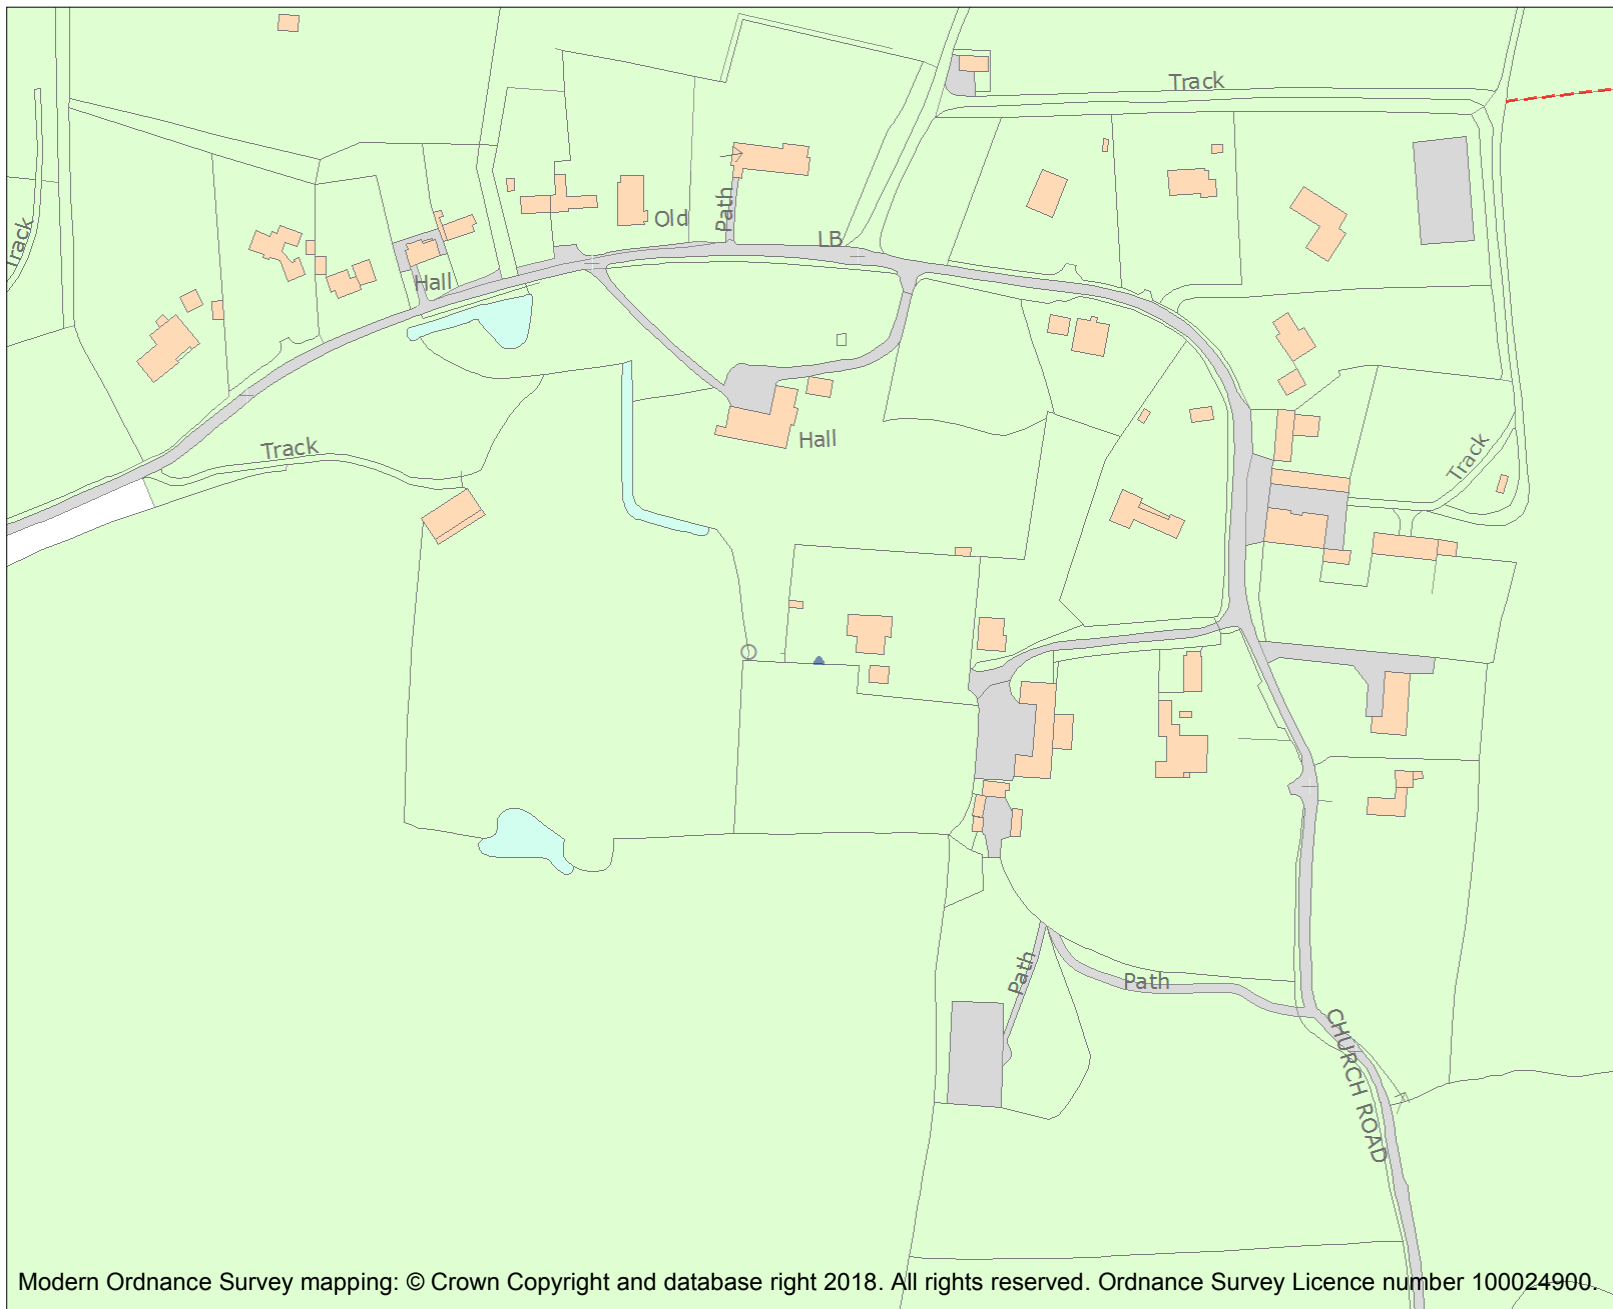 Track
Track
Old
Path
LB
Hall
Hall
Track
Track
Path
Path
CHURCH ROAD
Modern Ordnance Survey mapping: © Crown Copyright and database right 2018. All rights reserved. Ordnance Survey Licence number 100024900.